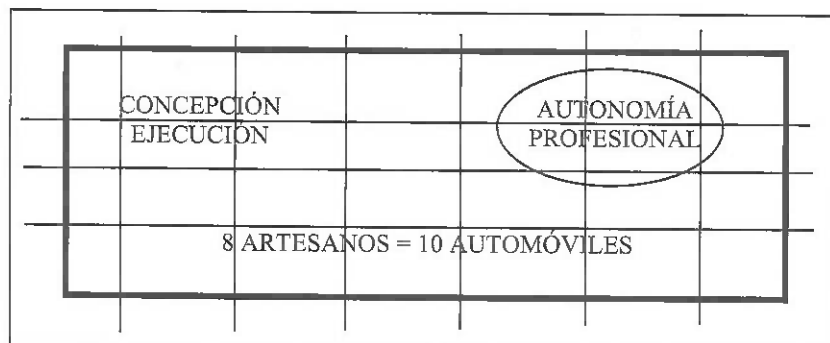 CONCEPCIÓN
EJECUCIÓN
AUTONOMÍA
PROFESIONAL
8 ARTESANOS = 10 AUTOMÓVILES